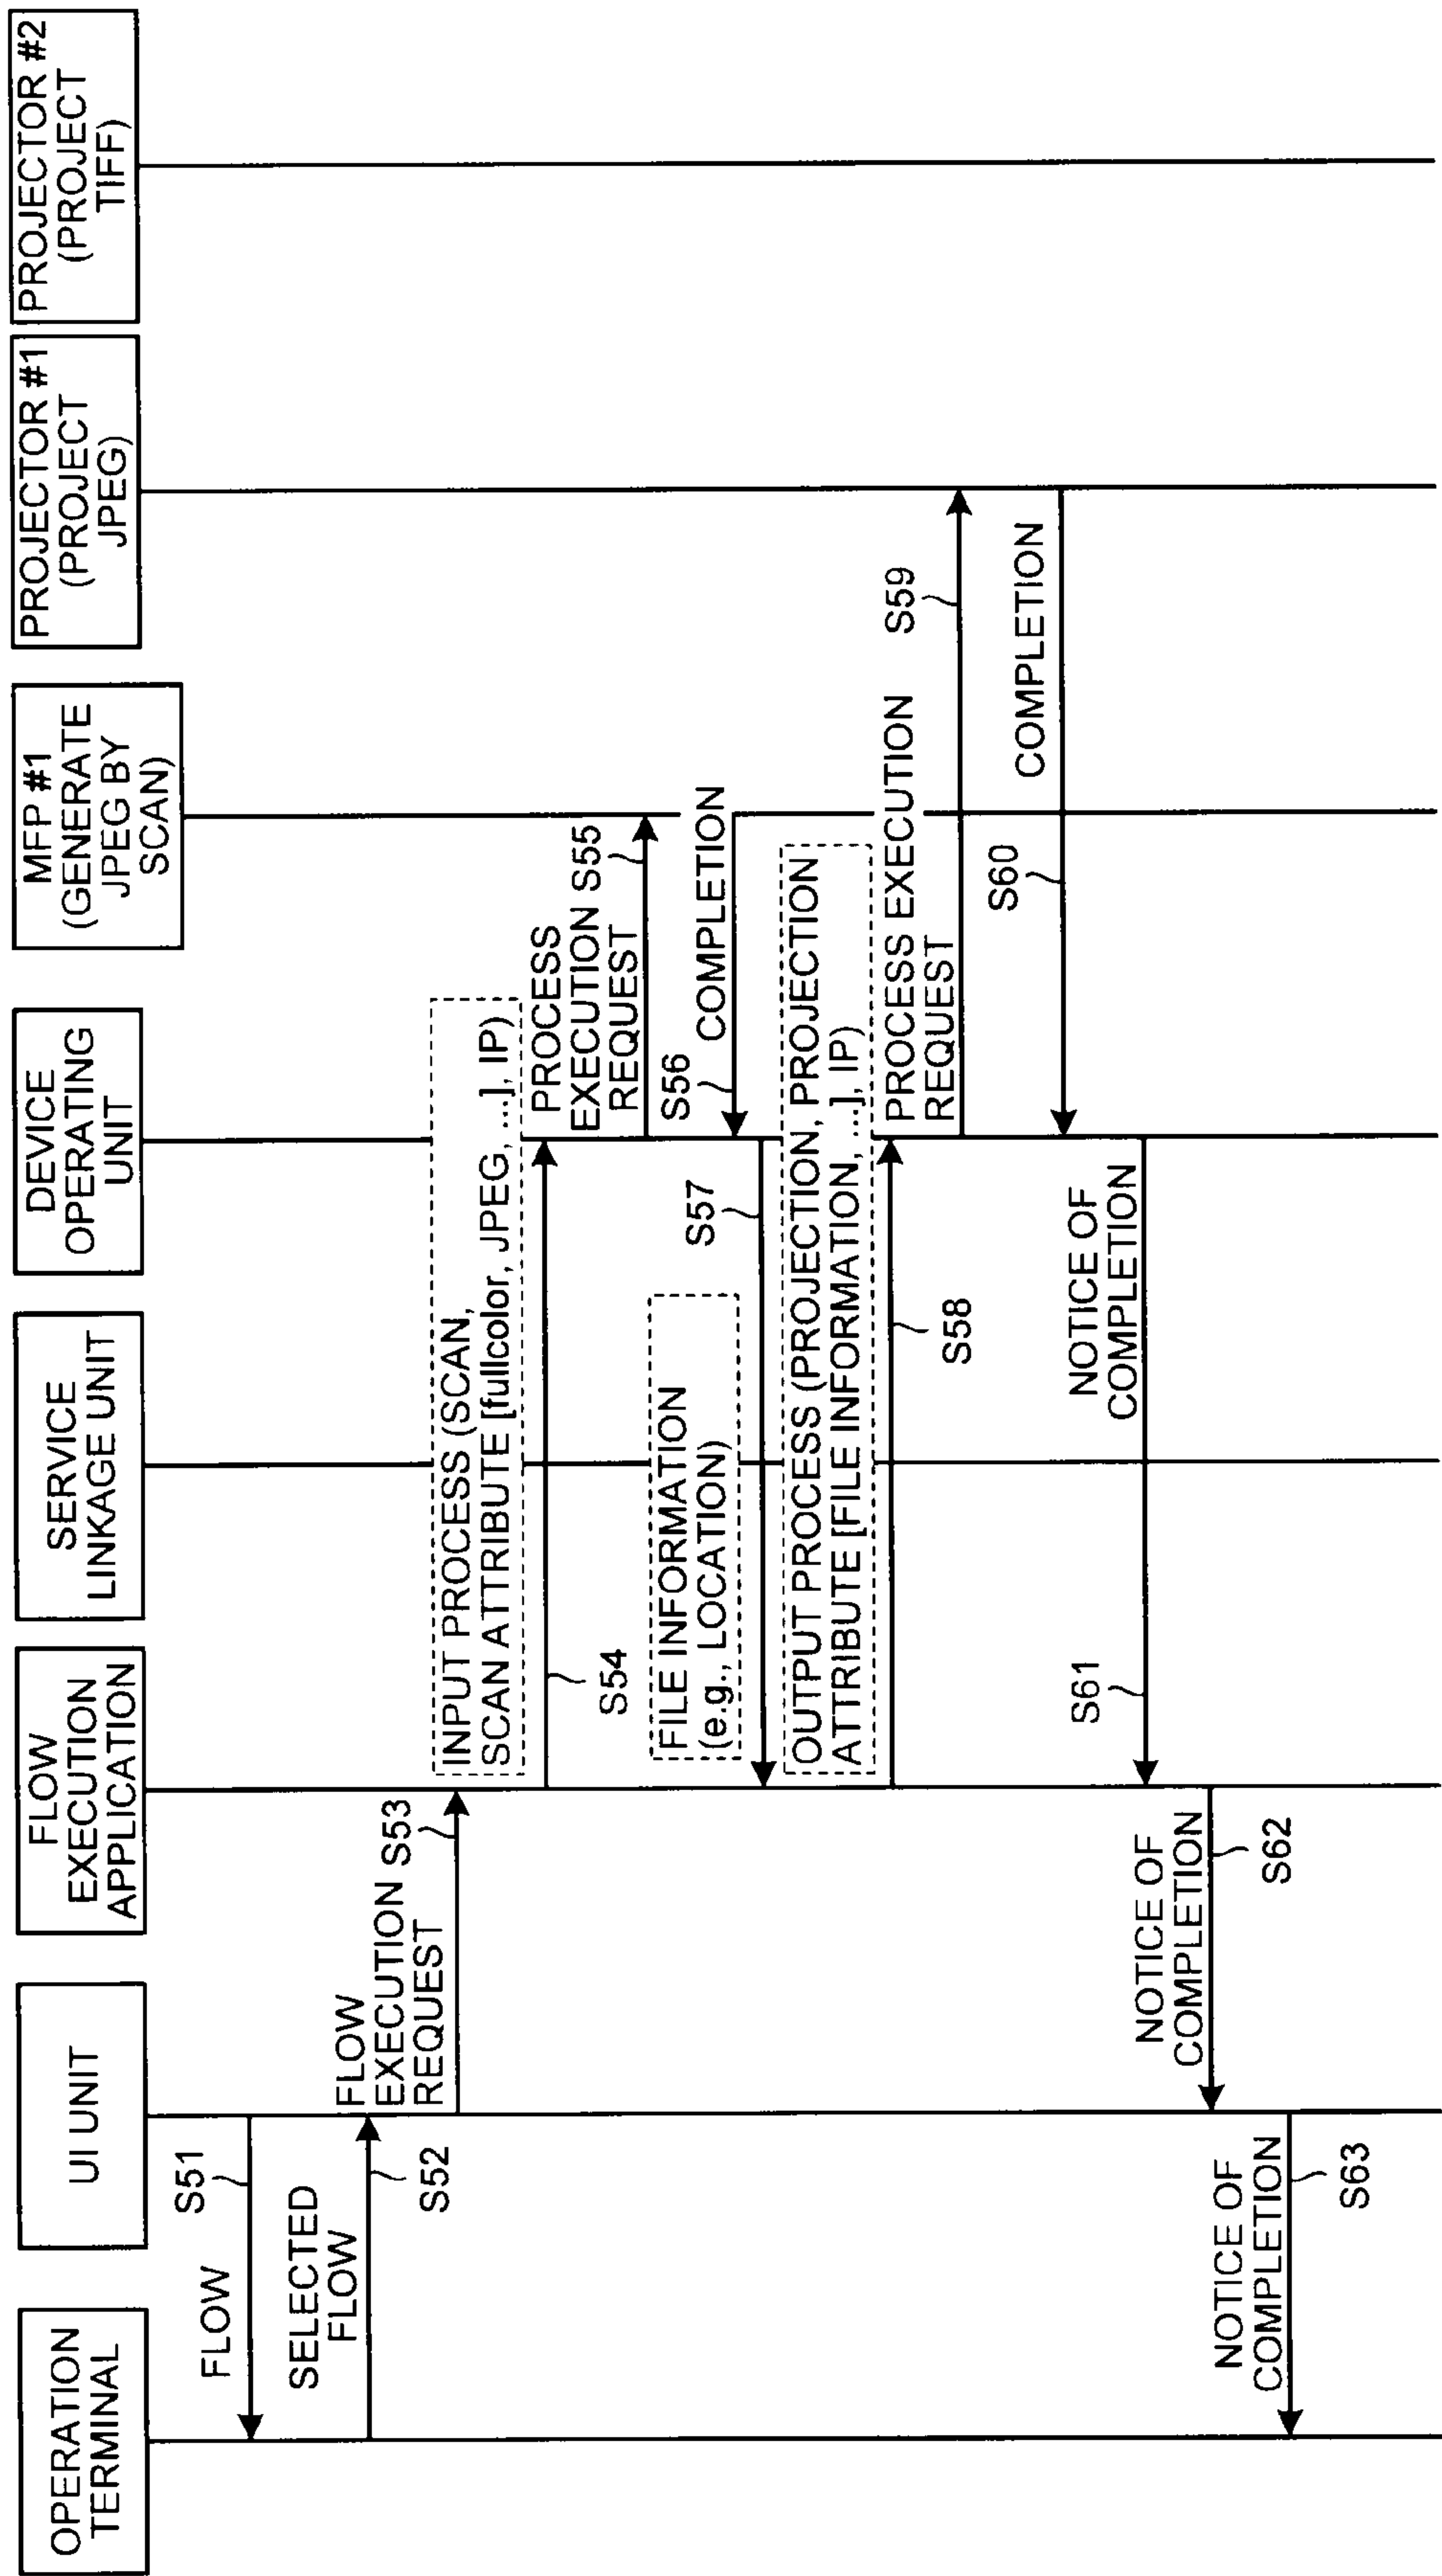 OPERATION
TERMINAL
UI UNIT
FLOW
EXECUTION
APPLICATION
SERVICE
LINKAGE UNIT
DEVICE
OPERATING
UNIT
MFP #1
(GENERATE
JPEG BY
SCAN)
PROJECTOR #1
(PROJECT
JPEG)
PROJECTOR #2
(PROJECT
TIFF)
FLOW
S51
SELECTED
FLOW
S52
FLOW
EXECUTION
REQUEST
S53
INPUT PROCESS (SCAN,
SCAN ATTRIBUTE [fullcolor, JPEG, ...], IP)
S54
PROCESS
EXECUTION
REQUEST
S55
S56
COMPLETION
FILE INFORMATION
(e.g., LOCATION)
S57
OUTPUT PROCESS (PROJECTION, PROJECTION
ATTRIBUTE [FILE INFORMATION, ...], IP)
S58
PROCESS EXECUTION
REQUEST
S59
COMPLETION
S60
NOTICE OF
COMPLETION
S61
NOTICE OF
COMPLETION
S62
NOTICE OF
COMPLETION
S63